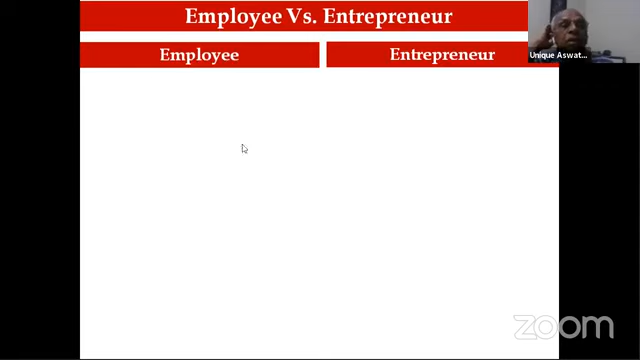 Employee Vs. Entrepreneur
Employee
Entrepreneur
Unique Aswat...
zoom